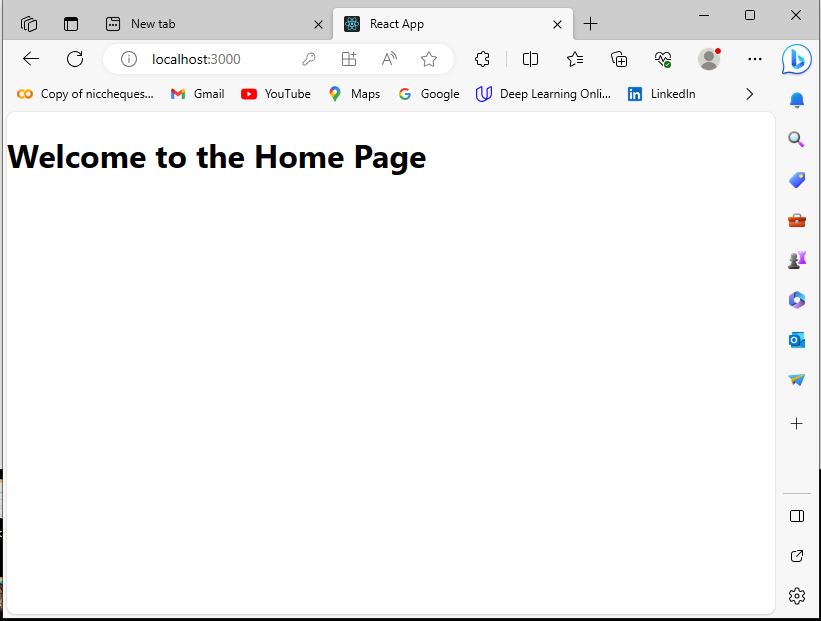 New tab
React App
localhost:3000
Copy of niccheques...
Gmail
YouTube
Maps
Google
Deep Learning Onli...
LinkedIn
Welcome to the Home Page